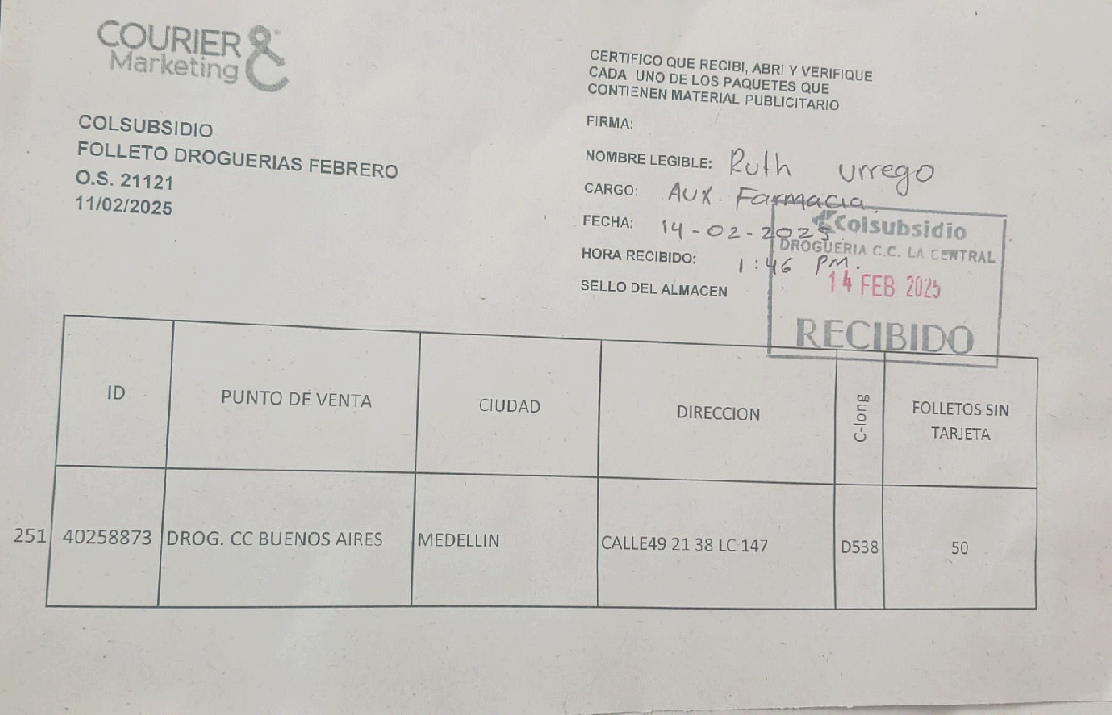 COURIER
Marketing
COLSUBSIDIO
FOLLETO DROGUERIAS FEBRERO
O.S. 21121
11/02/2025
CERTIFICO QUE RECIBI, ABRI Y VERIFIQUE
CADA UNO DE LOS PAQUETES QUE
CONTIENEN MATERIAL PUBLICITARIO
FIRMA:
NOMBRE LEGIBLE: Ruth Urrego
CARGO: AUX Farmacia
FECHA: 14-02-2025
HORA RECIBIDO: 1:46 PM.
SELLO DEL ALMACEN
Colsubsidio
DROGUERIA C.C. LA CENTRAL
14 FEB 2025
RECIBIDO
ID PUNTO DE VENTA CIUDAD DIRECCION C-long FOLLETOS SIN
TARJETA
251 40258873 DROG. CC BUENOS AIRES MEDELLIN CALLE49 21 38 LC 147 D538 50